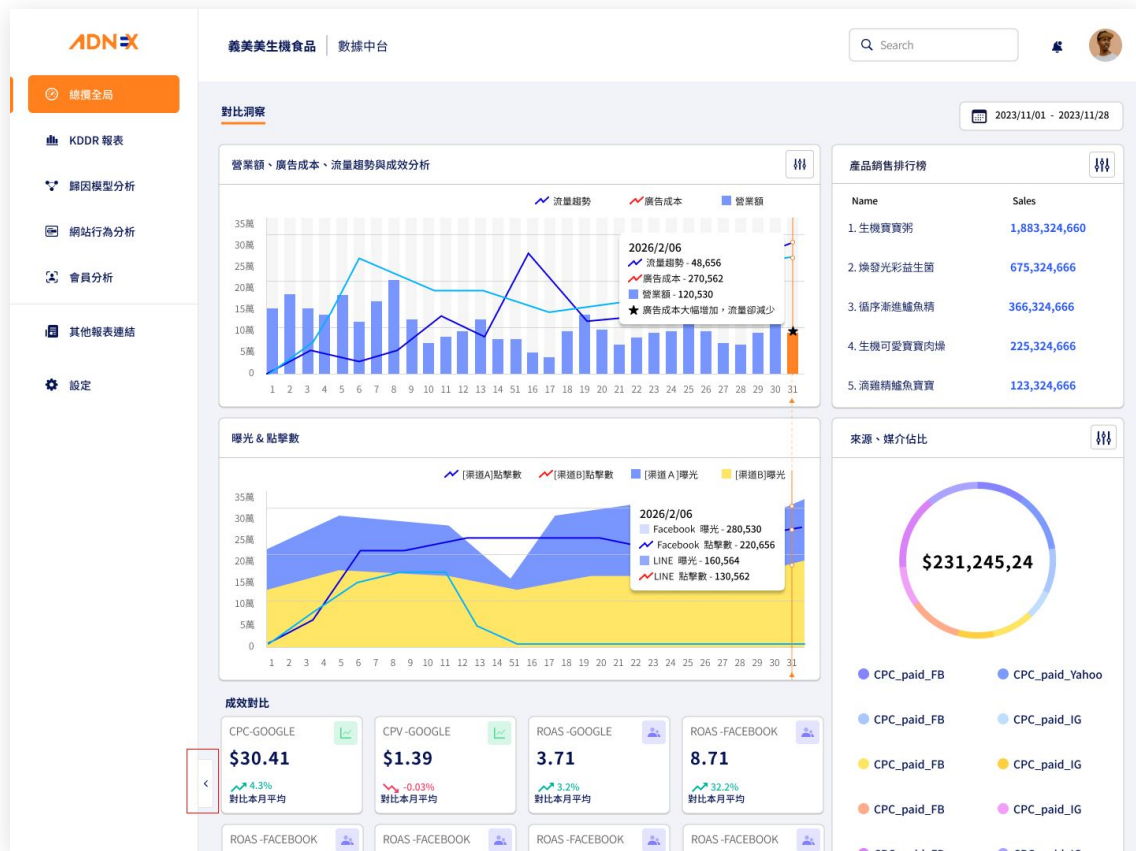 ADNEX
義美美生機食品 數據中台
Search
總攬全局
KDDR 報表
歸因模型分析
網站行為分析
會員分析
其他報表連結
設定
對比洞察
2023/11/01 - 2023/11/28
營業額、廣告成本、流量趨勢與成效分析
流量趨勢 廣告成本 營業額
35萬
30萬
25萬
20萬
15萬
10萬
5萬
0
2026/2/06
流量趨勢 - 48,656
廣告成本 - 270,562
營業額 - 120,530
★ 廣告成本大幅增加，流量卻減少
★
1 2 3 4 5 6 7 8 9 10 11 12 13 14 51 16 17 18 19 20 21 22 23 24 25 26 27 28 29 30 31
產品銷售排行榜
Name Sales
1. 生機寶寶粥 1,883,324,660
2. 煥發光彩益生菌 675,324,666
3. 循序漸進鱸魚精 366,324,666
4. 生機可愛寶寶肉燥 225,324,666
5. 滴雞精鱸魚寶寶 123,324,666
曝光 & 點擊數
[渠道A]點擊數 [渠道B]點擊數 [渠道 A ]曝光 [渠道B]曝光
35萬
30萬
25萬
20萬
15萬
10萬
5萬
0
2026/2/06
Facebook 曝光 - 280,530
Facebook 點擊數 - 220,656
LINE 曝光 - 160,564
LINE 點擊數 - 130,562
1 2 3 4 5 6 7 8 9 10 11 12 13 14 51 16 17 18 19 20 21 22 23 24 25 26 27 28 29 30 31
來源、媒介佔比
$231,245,24
CPC_paid_FB CPC_paid_Yahoo
CPC_paid_FB CPC_paid_IG
CPC_paid_FB CPC_paid_IG
CPC_paid_FB CPC_paid_IG
成效對比
CPC-GOOGLE
$30.41
4.3%
對比本月平均
CPV -GOOGLE
$1.39
-0.03%
對比本月平均
ROAS -GOOGLE
3.71
3.2%
對比本月平均
ROAS -FACEBOOK
8.71
32.2%
對比本月平均
ROAS -FACEBOOK ROAS -FACEBOOK ROAS -FACEBOOK ROAS -FACEBOOK